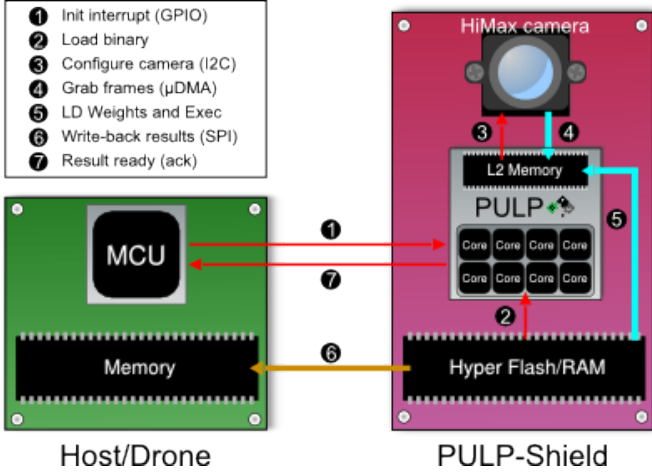 1 Init interrupt (GPIO)
2 Load binary
3 Configure camera (I2C)
4 Grab frames (µDMA)
5 LD Weights and Exec
6 Write-back results (SPI)
7 Result ready (ack)
HiMax camera
3
4
L2 Memory
PULP
5
MCU
1
Core Core Core Core
7
Core Core Core Core
2
6
Memory
Hyper Flash/RAM
Host/Drone
PULP-Shield